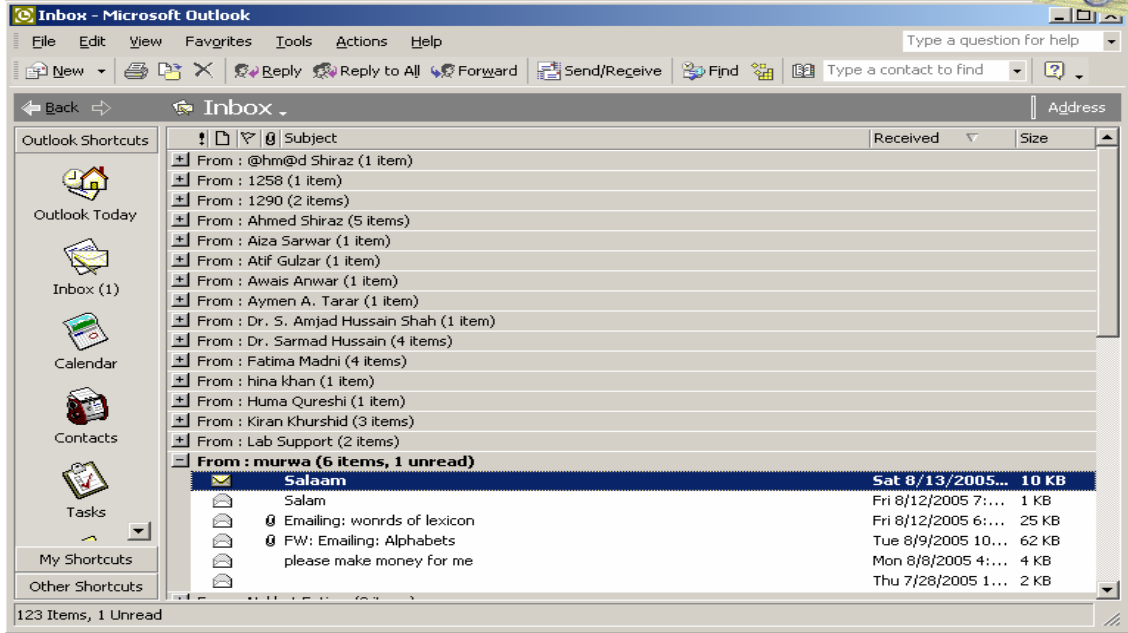 Inbox - Microsoft Outlook
File Edit View Favorites Tools Actions Help Type a question for help
New Reply Reply to All Forward Send/Receive Find Type a contact to find
Back Inbox Address
Outlook Shortcuts
Outlook Today
Inbox (1)
Calendar
Contacts
Tasks
My Shortcuts
Other Shortcuts
Subject Received Size
From : @hm@d Shiraz (1 item)
From : 1258 (1 item)
From : 1290 (2 items)
From : Ahmed Shiraz (5 items)
From : Aiza Sarwar (1 item)
From : Atif Gulzar (1 item)
From : Awais Anwar (1 item)
From : Aymen A. Tarar (1 item)
From : Dr. S. Amjad Hussain Shah (1 item)
From : Dr. Sarmad Hussain (4 items)
From : Fatima Madni (4 items)
From : hina khan (1 item)
From : Huma Qureshi (1 item)
From : Kiran Khurshid (3 items)
From : Lab Support (2 items)
From : murwa (6 items, 1 unread)
Salaam Sat 8/13/2005... 10 KB
Salam Fri 8/12/2005 7:... 1 KB
Emailing: wonrds of lexicon Fri 8/12/2005 6:... 25 KB
FW: Emailing: Alphabets Tue 8/9/2005 10... 62 KB
please make money for me Mon 8/8/2005 4:... 4 KB
Thu 7/28/2005 1... 2 KB
123 Items, 1 Unread